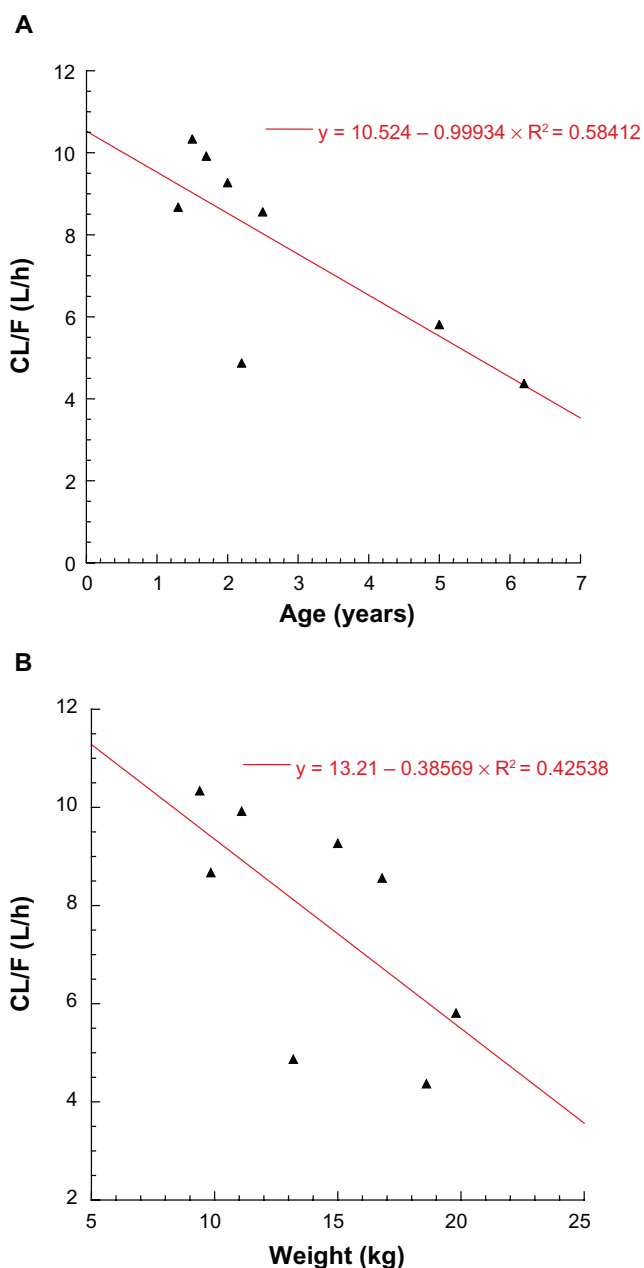 A
12
10
8
6
4
2
0
y = 10.524 – 0.99934 × R² = 0.58412
CL/F (L/h)
0 1 2 3 4 5 6 7
Age (years)
B
12
10
8
6
4
2
y = 13.21 – 0.38569 × R² = 0.42538
CL/F (L/h)
5 10 15 20 25
Weight (kg)